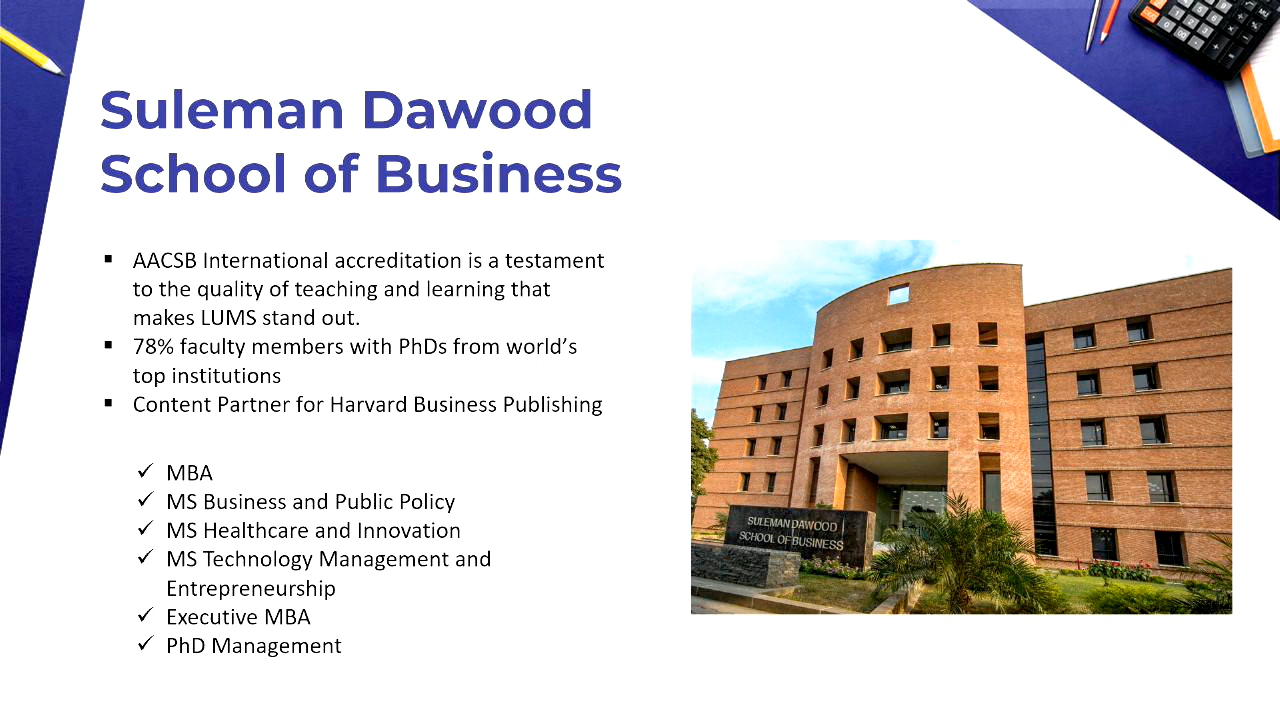 Suleman Dawood
School of Business
▪ AACSB International accreditation is a testament
to the quality of teaching and learning that
makes LUMS stand out.
▪ 78% faculty members with PhDs from world’s
top institutions
▪ Content Partner for Harvard Business Publishing
✓ MBA
✓ MS Business and Public Policy
✓ MS Healthcare and Innovation
✓ MS Technology Management and
Entrepreneurship
✓ Executive MBA
✓ PhD Management
SULEMAN DAWOOD
SCHOOL OF BUSINESS